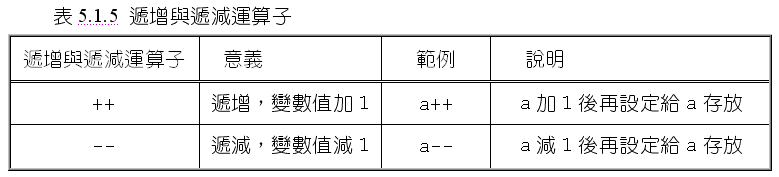 表 5.1.5 遞增與遞減運算子
遞增與遞減運算子 意義 範例 說明
++ 遞增，變數值加 1 a++ a 加 1 後再設定給 a 存放
-- 遞減，變數值減 1 a-- a 減 1 後再設定給 a 存放